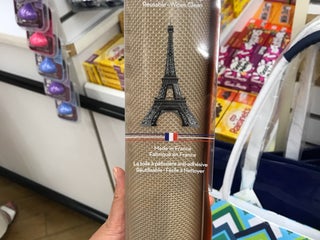 Reusable · Wipes Clean
Made in France
Fabriqué en France
La toile à pâtisserie anti-adhésive
Réutilisable · Facile à Nettoyer